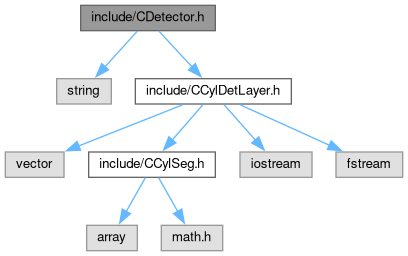 include/CDetector.h
string
include/CCylDetLayer.h
vector
include/CCylSeg.h
iostream
fstream
array
math.h